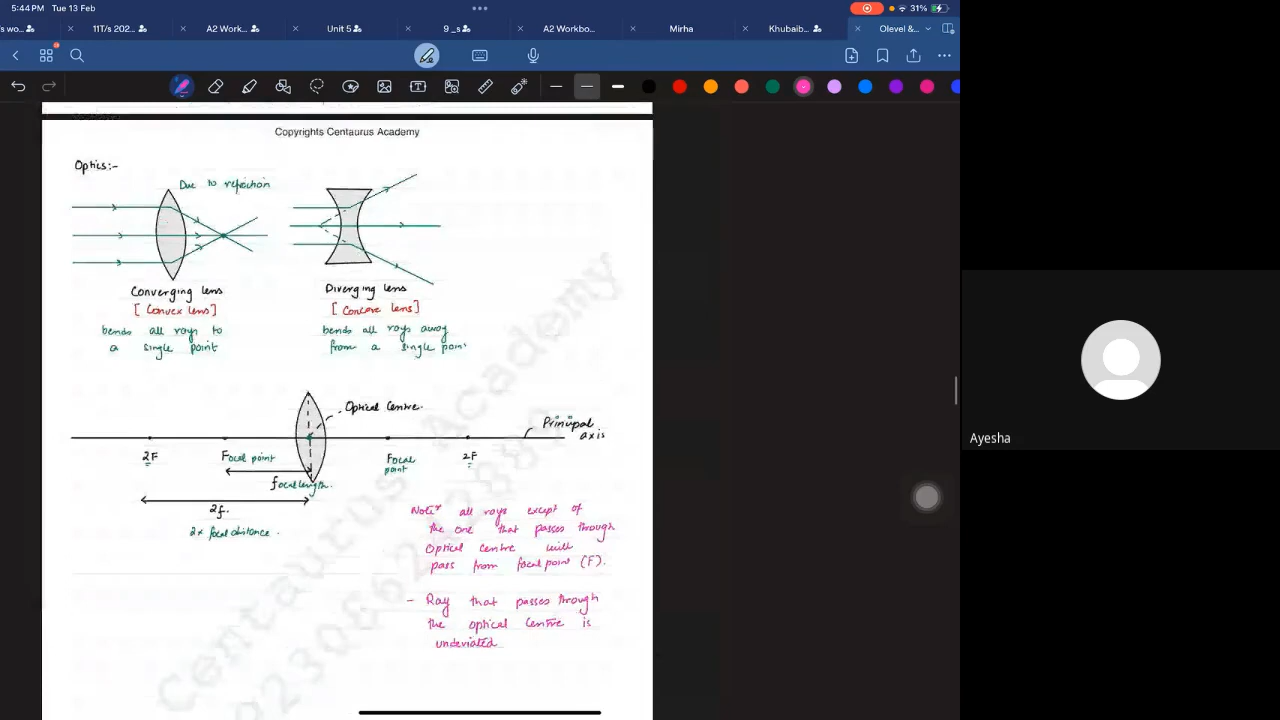 5:44 PM Tue 13 Feb
31%
's wo...
11T/s 202...
A2 Work...
Unit 5
9 _s
A2 Workbo...
Mirha
Khubaib...
Olevel &...
Copyrights Centaurus Academy
Optics:-
Due to refraction
Converging lens
[ Convex lens]
bends all rays to
a single point
Diverging lens
[ Concave lens]
bends all rays away
from a single point
Optical Centre.
Principal
axis
2F
Focal point
Focal
point
2F
focal length.
2f.
2x focal distance.
Note* all rays except of
the one that passes through
Optical centre will
pass from focal point (F).
- Ray that passes through
the optical Centre is
undeviated
Centaurus Academy
Ayesha